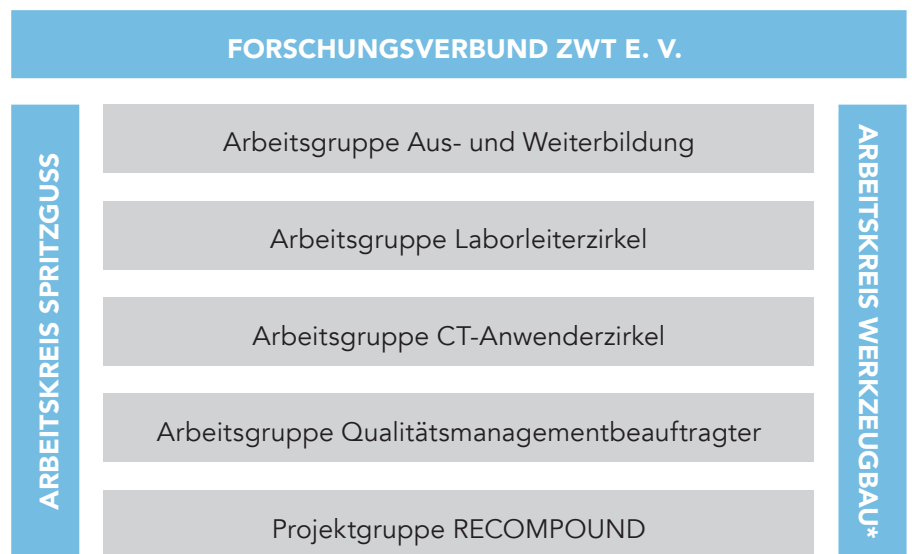 FORSCHUNGSVERBUND ZWT E. V.
ARBEITSKREIS SPRITZGUSS
Arbeitsgruppe Aus- und Weiterbildung
Arbeitsgruppe Laborleiterzirkel
Arbeitsgruppe CT-Anwenderzirkel
Arbeitsgruppe Qualitätsmanagementbeauftragter
Projektgruppe RECOMPOUND
ARBEITSKREIS WERKZEUGBAU*